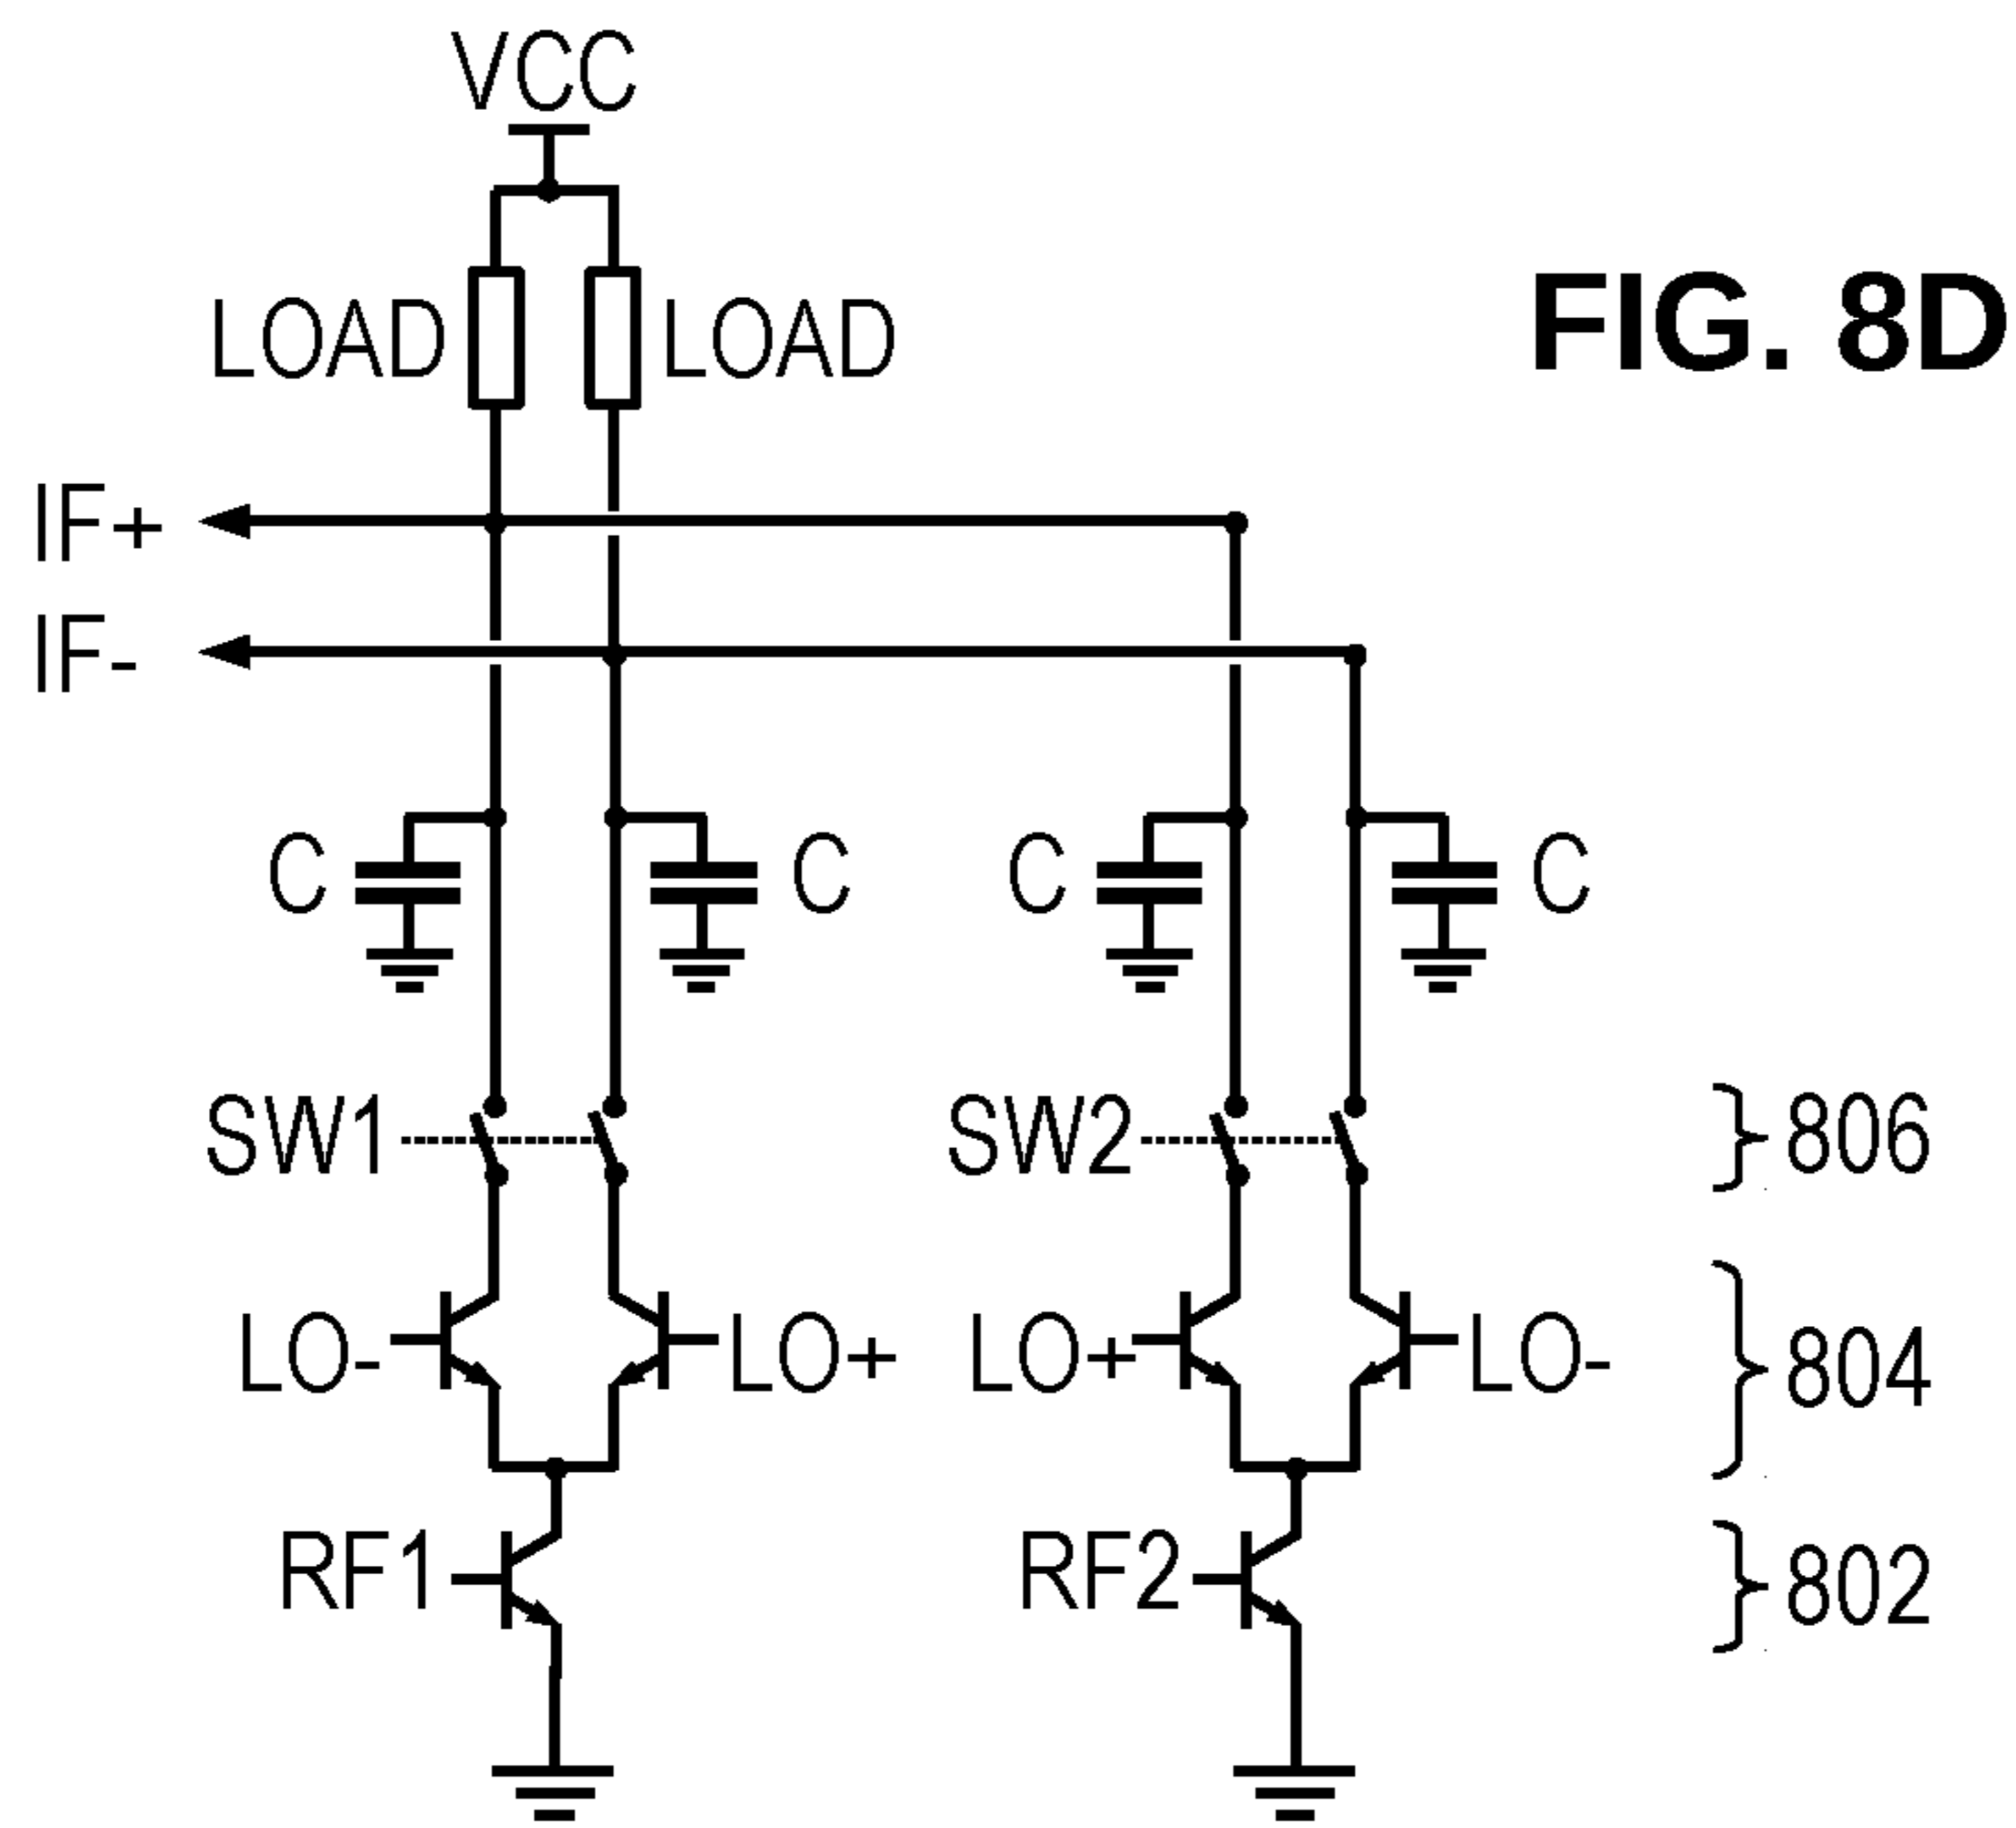 VCC
LOAD LOAD
FIG. 8D
IF+
IF-
C C C C
SW1 SW2 806
LO- LO+ LO+ LO- 804
RF1 RF2 802